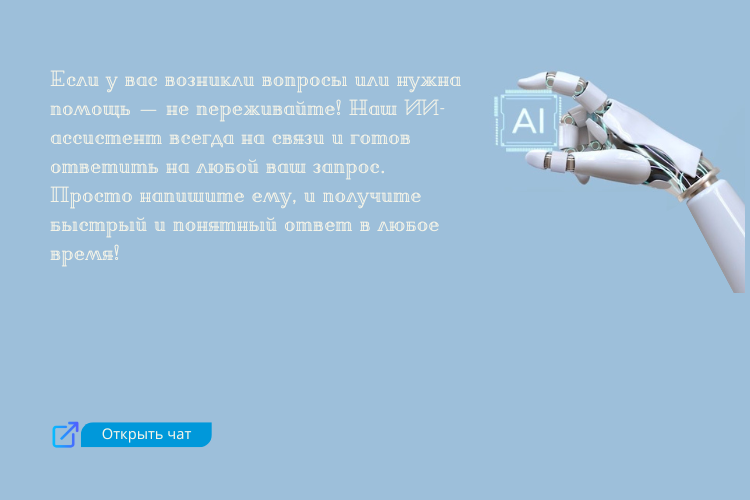 Если у вас возникли вопросы или нужна
помощь — не переживайте! Наш ИИ-
ассистент всегда на связи и готов
ответить на любой ваш запрос.
Просто напишите ему, и получите
быстрый и понятный ответ в любое
время!
AI
Открыть чат